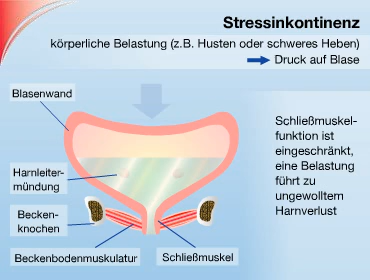 Stressinkontinenz
körperliche Belastung (z.B. Husten oder schweres Heben)
Druck auf Blase
Blasenwand
Harnleiter-
mündung
Becken-
knochen
Beckenbodenmuskulatur
Schließmuskel
Schließmuskel-
funktion ist
eingeschränkt,
eine Belastung
führt zu
ungewolltem
Harnverlust